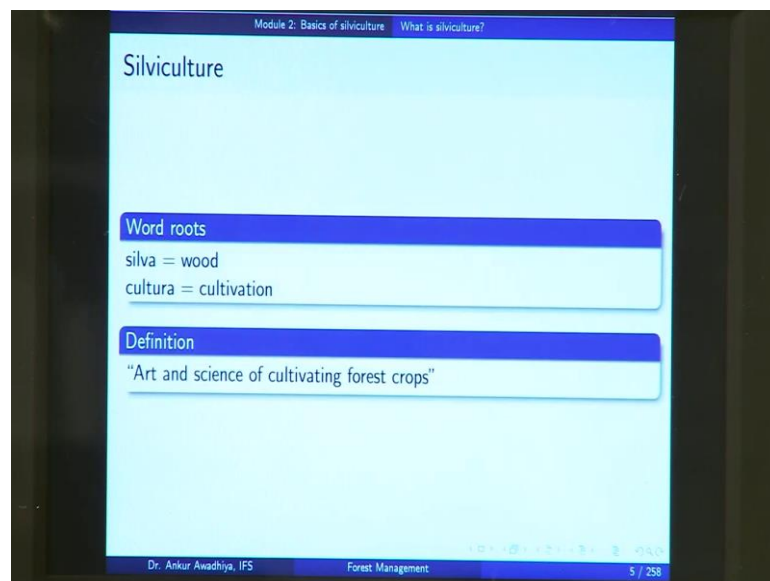 Module 2: Basics of silviculture What is silviculture?
Silviculture
Word roots
silva = wood
cultura = cultivation
Definition
“Art and science of cultivating forest crops”
Dr. Ankur Awadhiya, IFS Forest Management 5 / 258